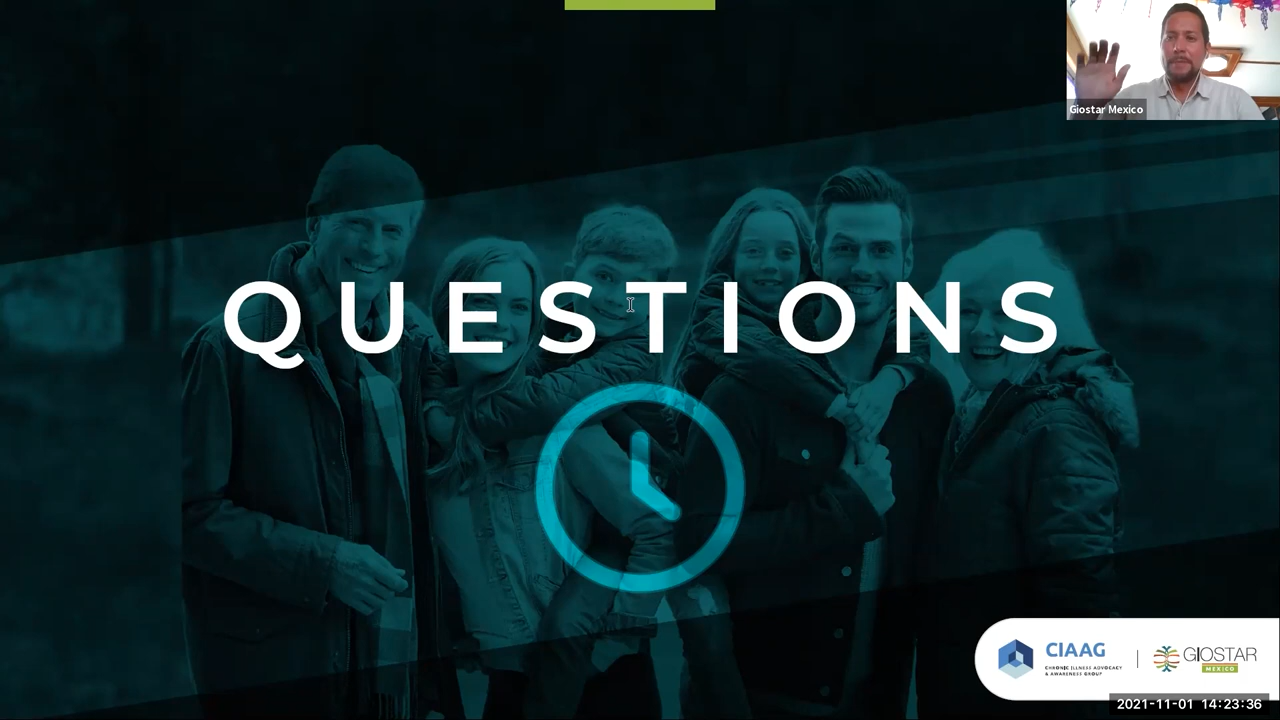 Giostar Mexico
QUESTIONS
CIAAG
CHRONIC ILLNESS ADVOCACY
& AWARENESS GROUP
GIOSTAR
MEXICO
2021-11-01 14:23:36